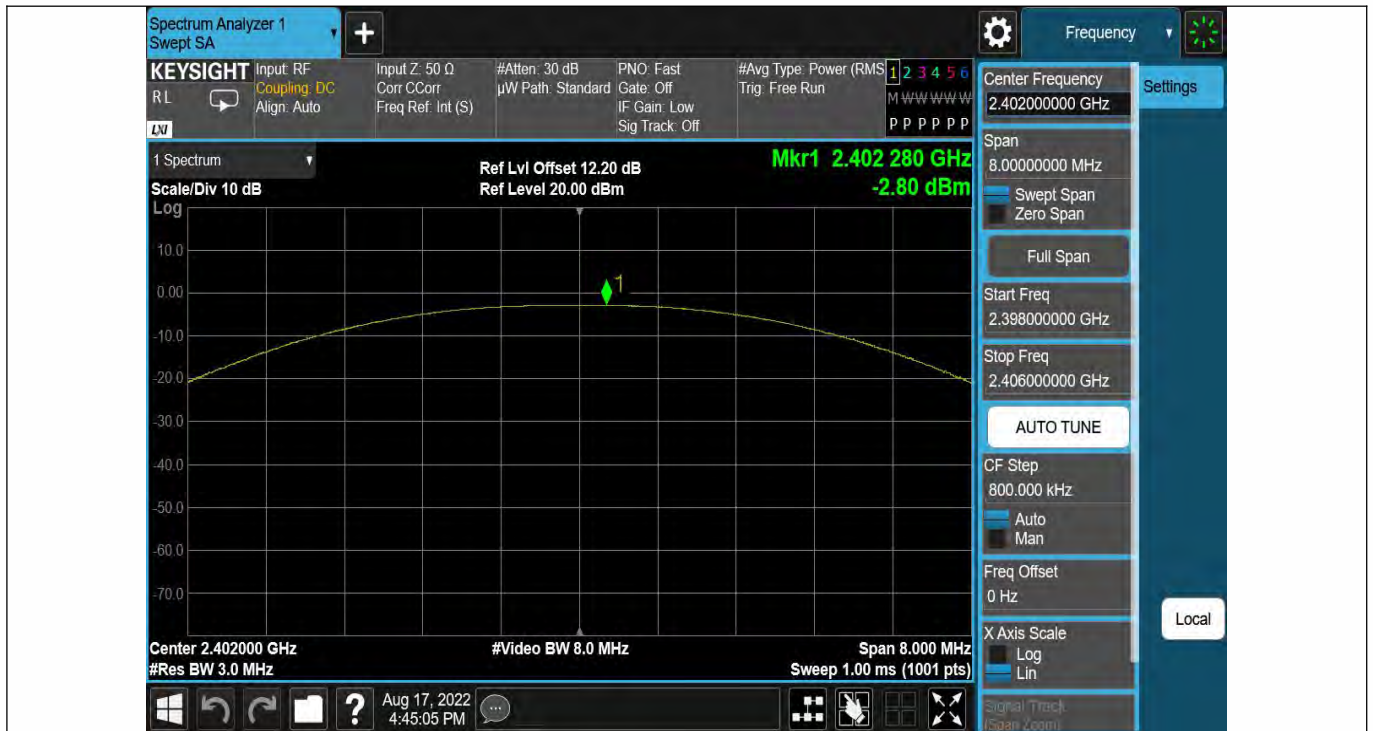 Spectrum Analyzer 1
Swept SA
+
Frequency
KEYSIGHT
RL
LXI
Input: RF
Coupling: DC
Align: Auto
Input Z: 50 Ω
Corr CCorr
Freq Ref: Int (S)
#Atten: 30 dB
µW Path: Standard
PNO: Fast
Gate: Off
IF Gain: Low
Sig Track: Off
#Avg Type: Power (RMS
Trig: Free Run
1 2 3 4 5 6
M W W W W W
P P P P P P
Center Frequency
2.402000000 GHz
Settings
Span
8.00000000 MHz
Swept Span
Zero Span
Full Span
Start Freq
2.398000000 GHz
Stop Freq
2.406000000 GHz
AUTO TUNE
CF Step
800.000 kHz
Auto
Man
Freq Offset
0 Hz
X Axis Scale
Log
Lin
Signal Track
(Span Zoom)
Local
1 Spectrum
Scale/Div 10 dB
Ref Lvl Offset 12.20 dB
Ref Level 20.00 dBm
Mkr1 2.402 280 GHz
-2.80 dBm
Log
10.0
0.00
-10.0
-20.0
-30.0
-40.0
-50.0
-60.0
-70.0
1
Center 2.402000 GHz
#Video BW 8.0 MHz
Span 8.000 MHz
#Res BW 3.0 MHz
Sweep 1.00 ms (1001 pts)
?
Aug 17, 2022
4:45:05 PM